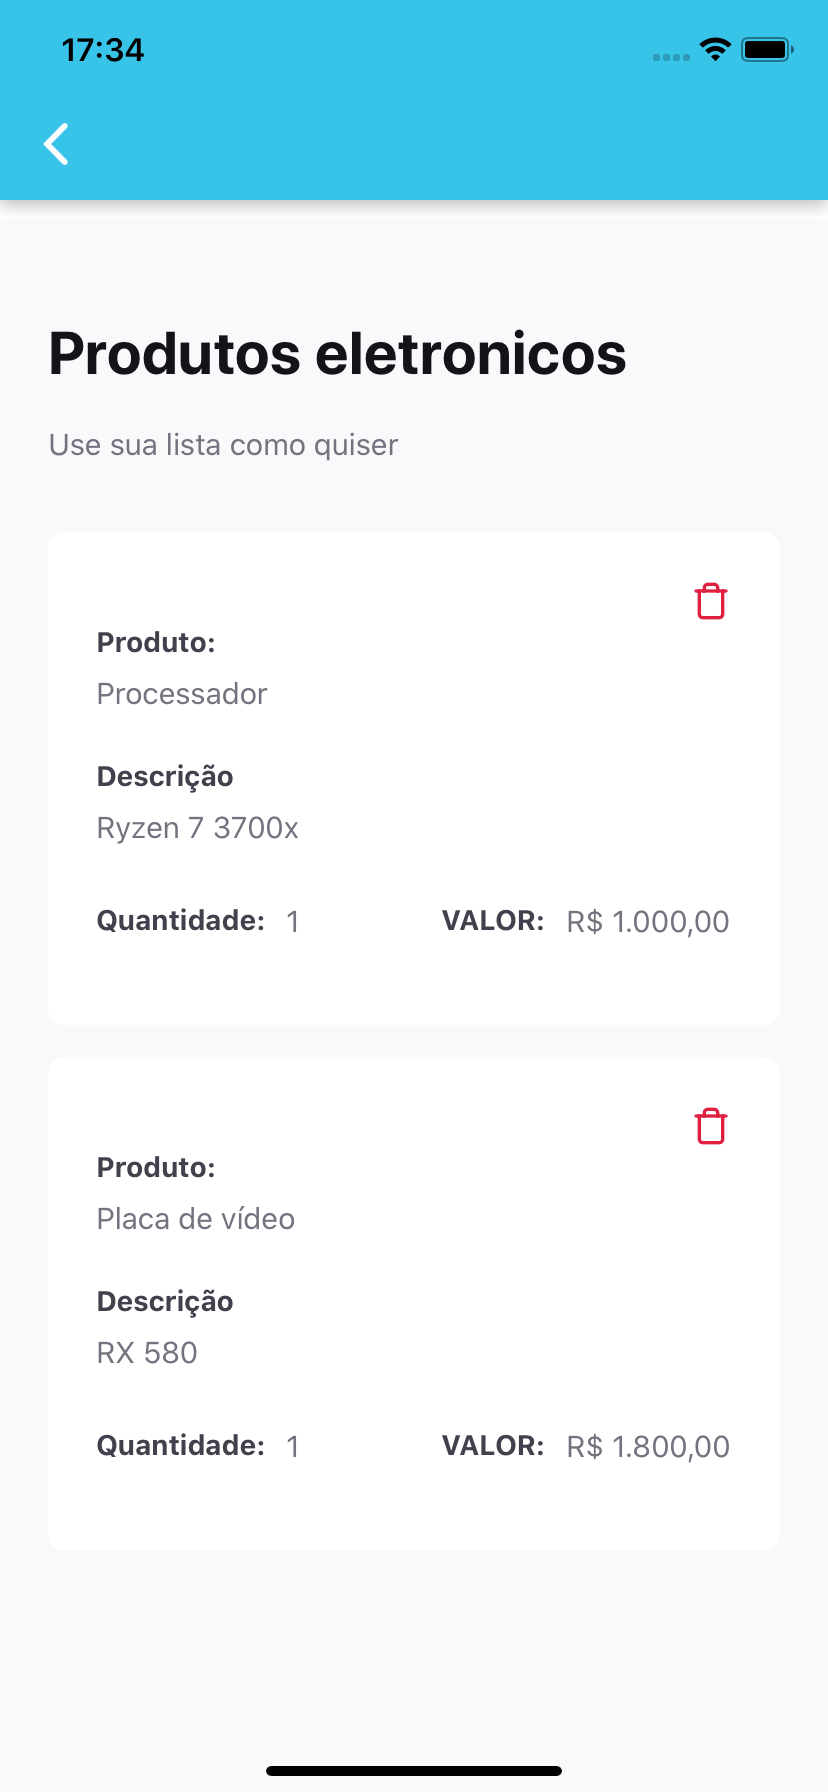 17:34
Produtos eletronicos
Use sua lista como quiser
Produto:
Processador
Descrição
Ryzen 7 3700x
Quantidade: 1 VALOR: R$ 1.000,00
Produto:
Placa de vídeo
Descrição
RX 580
Quantidade: 1 VALOR: R$ 1.800,00